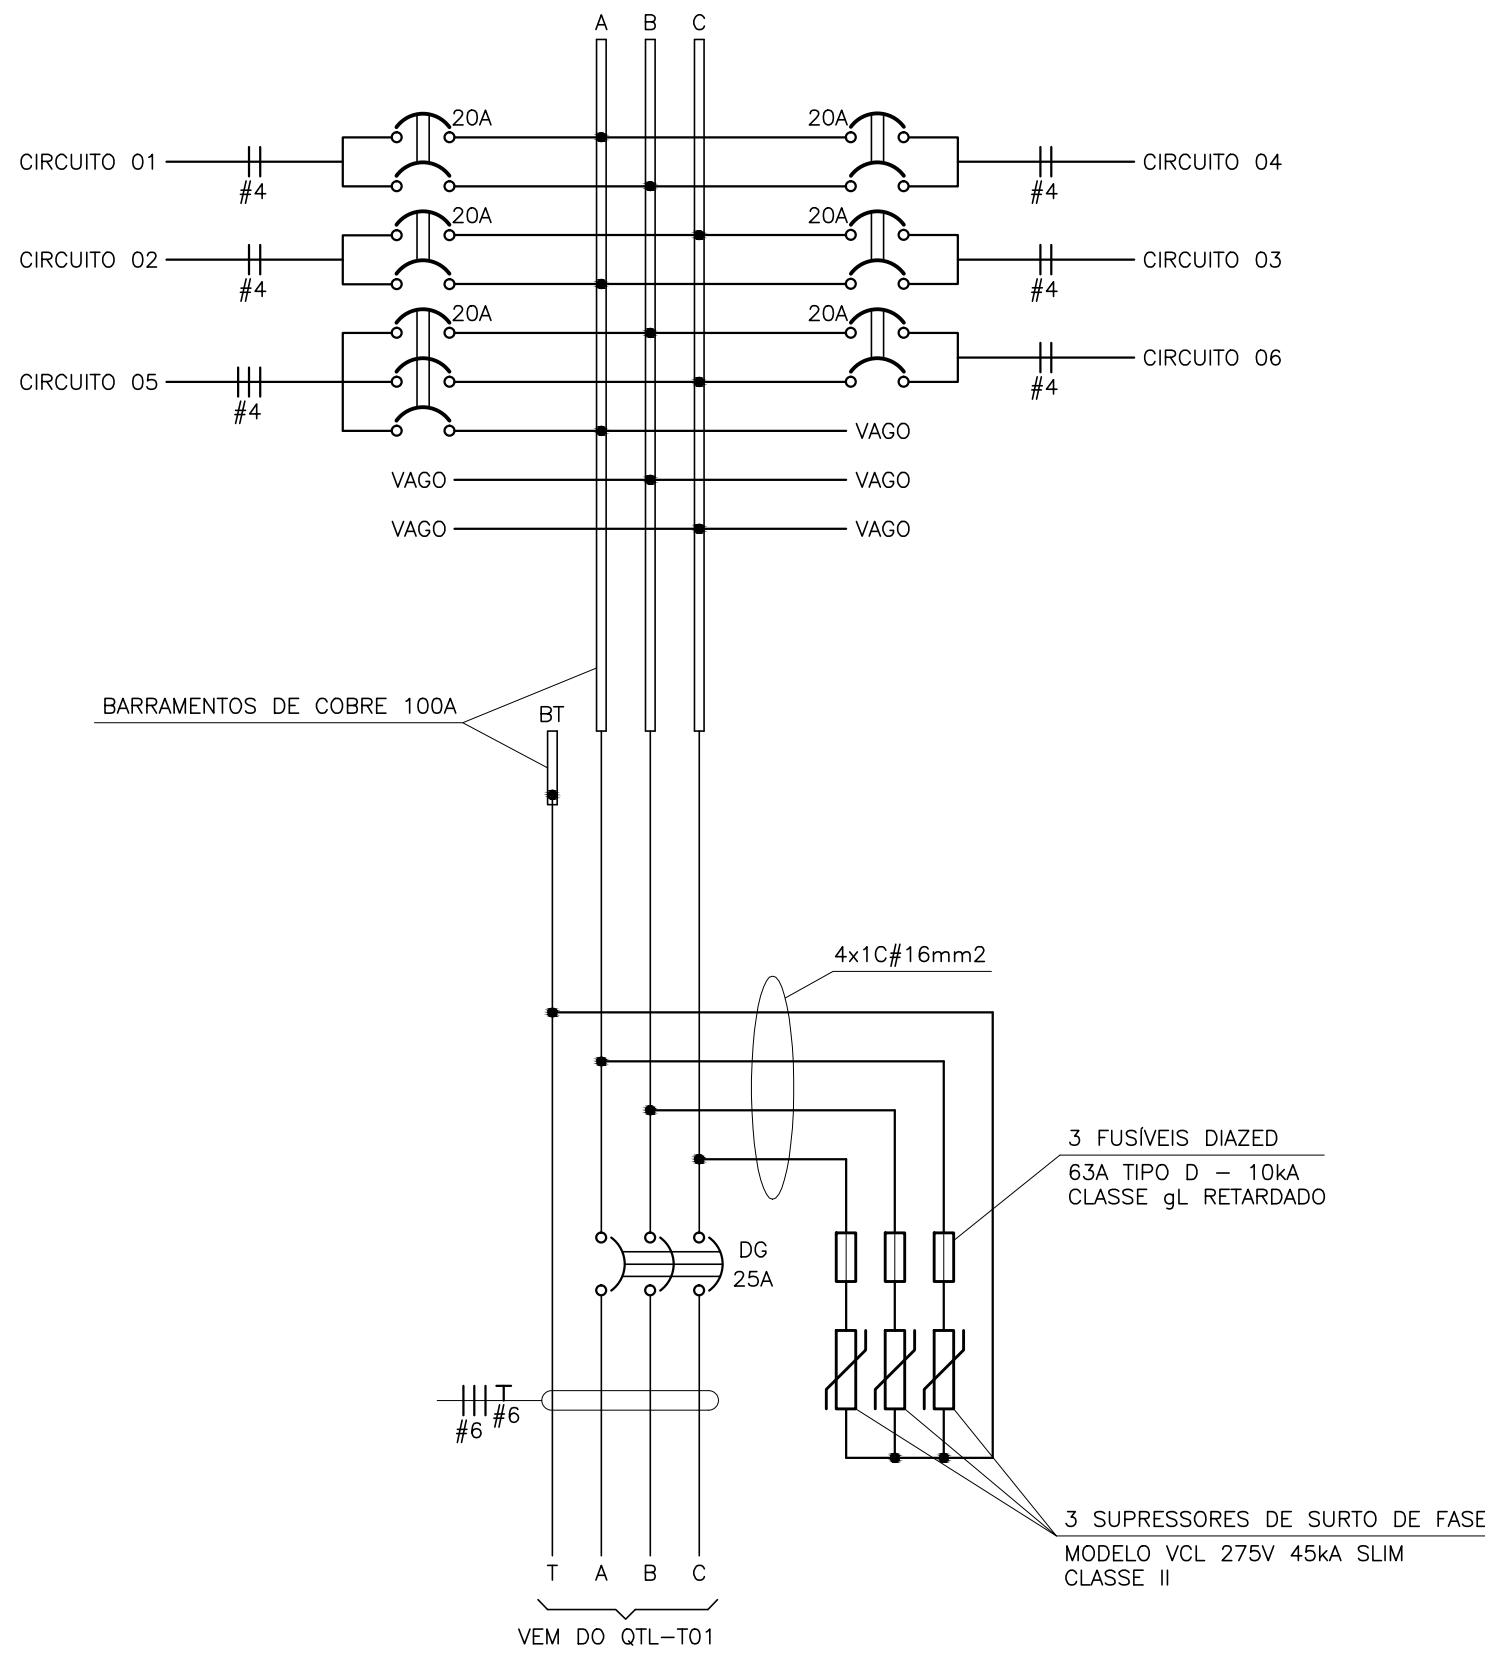 A B C
20A 20A
CIRCUITO 01 CIRCUITO 04
#4 #4
20A 20A
CIRCUITO 02 CIRCUITO 03
#4 #4
20A 20A
CIRCUITO 06
CIRCUITO 05
#4
#4
VAGO
VAGO VAGO
VAGO VAGO
BARRAMENTOS DE COBRE 100A
BT
4x1C#16mm2
3 FUSÍVEIS DIAZED
63A TIPO D – 10kA
CLASSE gL RETARDADO
DG
25A
#6
#6
3 SUPRESSORES DE SURTO DE FASE
MODELO VCL 275V 45kA SLIM
CLASSE II
T A B C
VEM DO QTL–T01